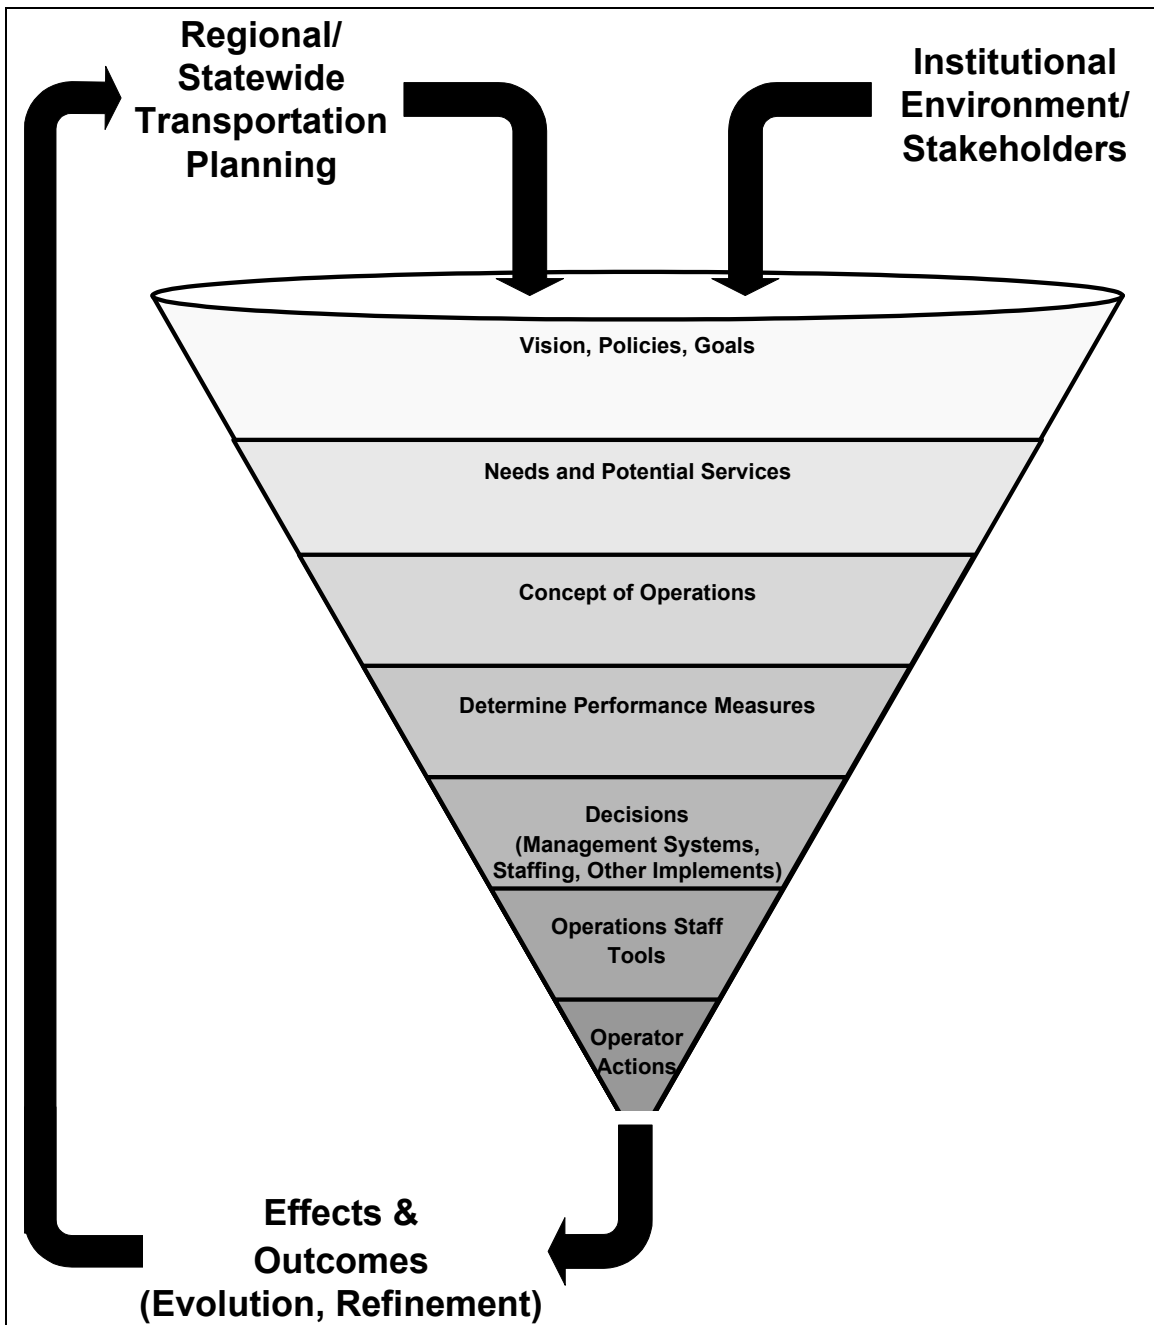 Regional/
Statewide
Transportation
Planning
Institutional
Environment/
Stakeholders
Vision, Policies, Goals
Needs and Potential Services
Concept of Operations
Determine Performance Measures
Decisions
(Management Systems,
Staffing, Other Implements)
Operations Staff
Tools
Operator
Actions
Effects &
Outcomes
(Evolution, Refinement)